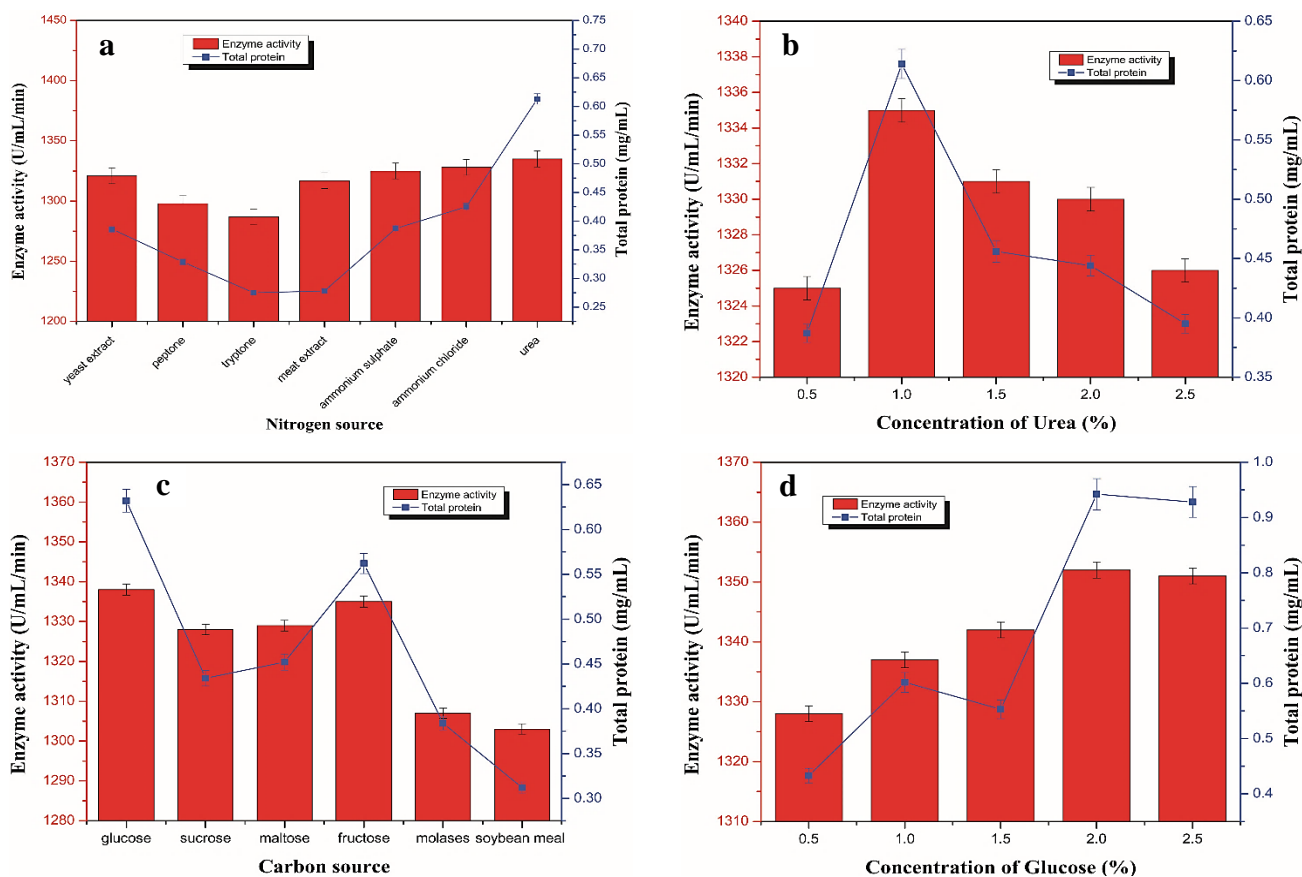 a
Enzyme activity
Total protein
Enzyme activity (U/mL/min)
1450
1400
1350
1300
1250
1200
Total protein (mg/mL)
0.75
0.70
0.65
0.60
0.55
0.50
0.45
0.40
0.35
0.30
0.25
yeast extract
peptone
tryptone
meat extract
ammonium sulphate
ammonium chloride
urea
Nitrogen source
b
Enzyme activity
Total protein
Enzyme activity (U/mL/min)
1340
1338
1336
1334
1332
1330
1328
1326
1324
1322
1320
Total protein (mg/mL)
0.65
0.60
0.55
0.50
0.45
0.40
0.35
0.5 1.0 1.5 2.0 2.5
Concentration of Urea (%)
c
Enzyme activity
Total protein
Enzyme activity (U/mL/min)
1370
1360
1350
1340
1330
1320
1310
1300
1290
1280
Total protein (mg/mL)
0.65
0.60
0.55
0.50
0.45
0.40
0.35
0.30
glucose sucrose maltose fructose molases soybean meal
Carbon source
d
Enzyme activity
Total protein
Enzyme activity (U/mL/min)
1370
1360
1350
1340
1330
1320
1310
Total protein (mg/mL)
1.0
0.9
0.8
0.7
0.6
0.5
0.4
0.5 1.0 1.5 2.0 2.5
Concentration of Glucose (%)